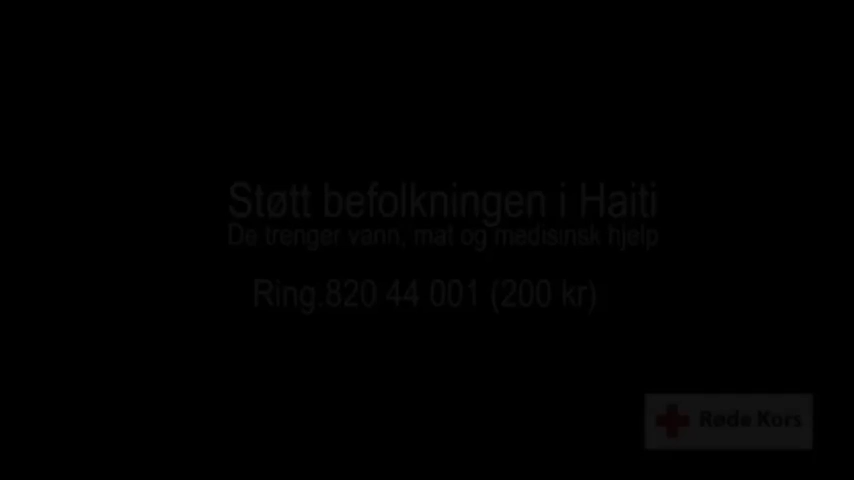 Støtt befolkningen i Haiti
De trenger vann, mat og medisinsk hjelp
Ring.820 44 001 (200 kr)
Røde Kors